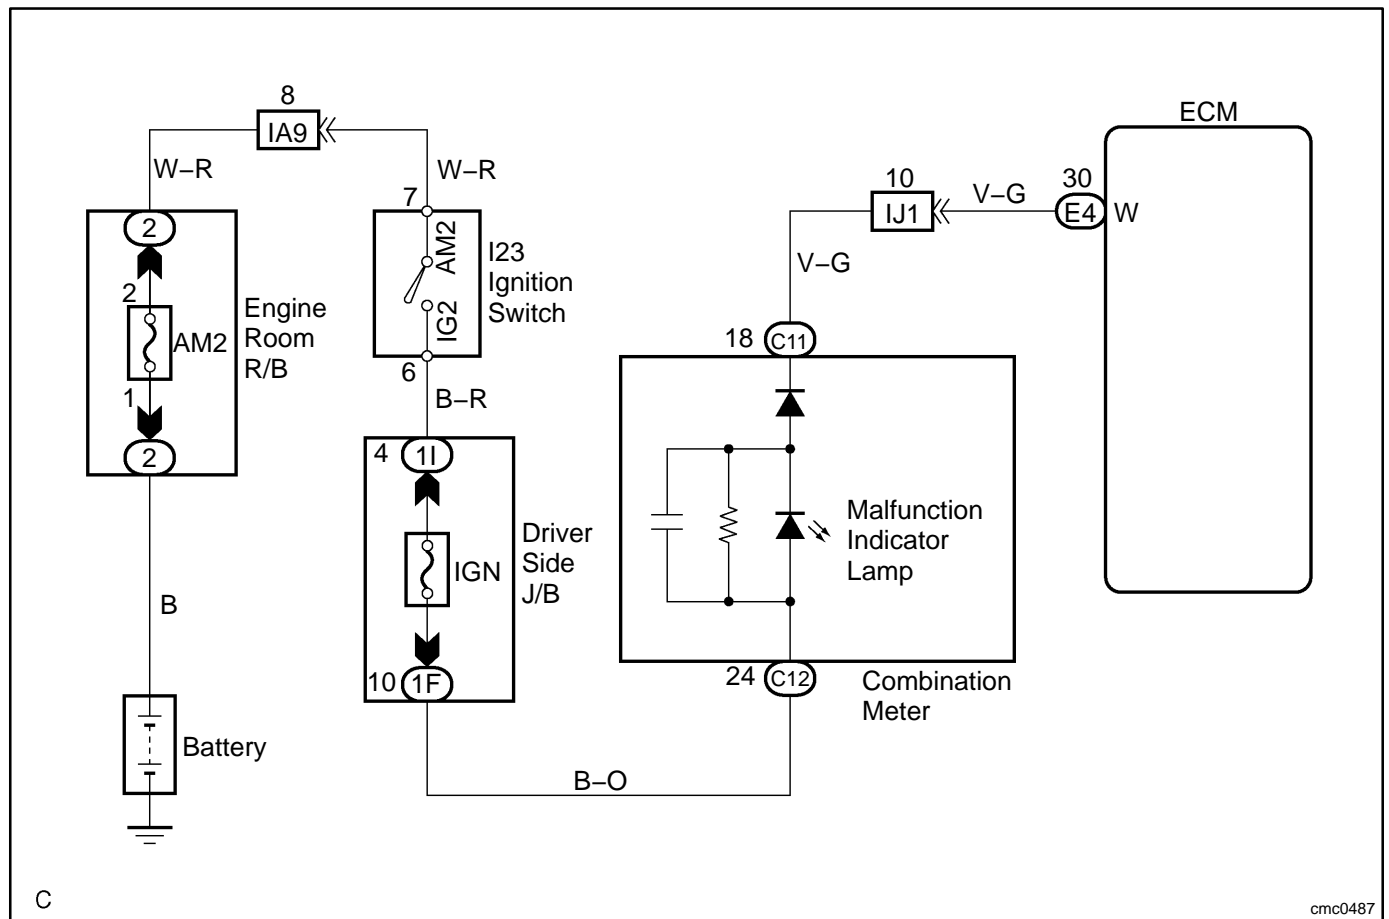 8
IA9
W–R
W–R
2
2
AM2
1
2
Engine
Room
R/B
B
Battery
7
AM2
IG2
6
I23
Ignition
Switch
B–R
4
1I
IGN
10
1F
Driver
Side
J/B
B–O
ECM
10
IJ1
V–G
30
E4
W
V–G
18
C11
Malfunction
Indicator
Lamp
24
C12
Combination
Meter
C
cmc0487